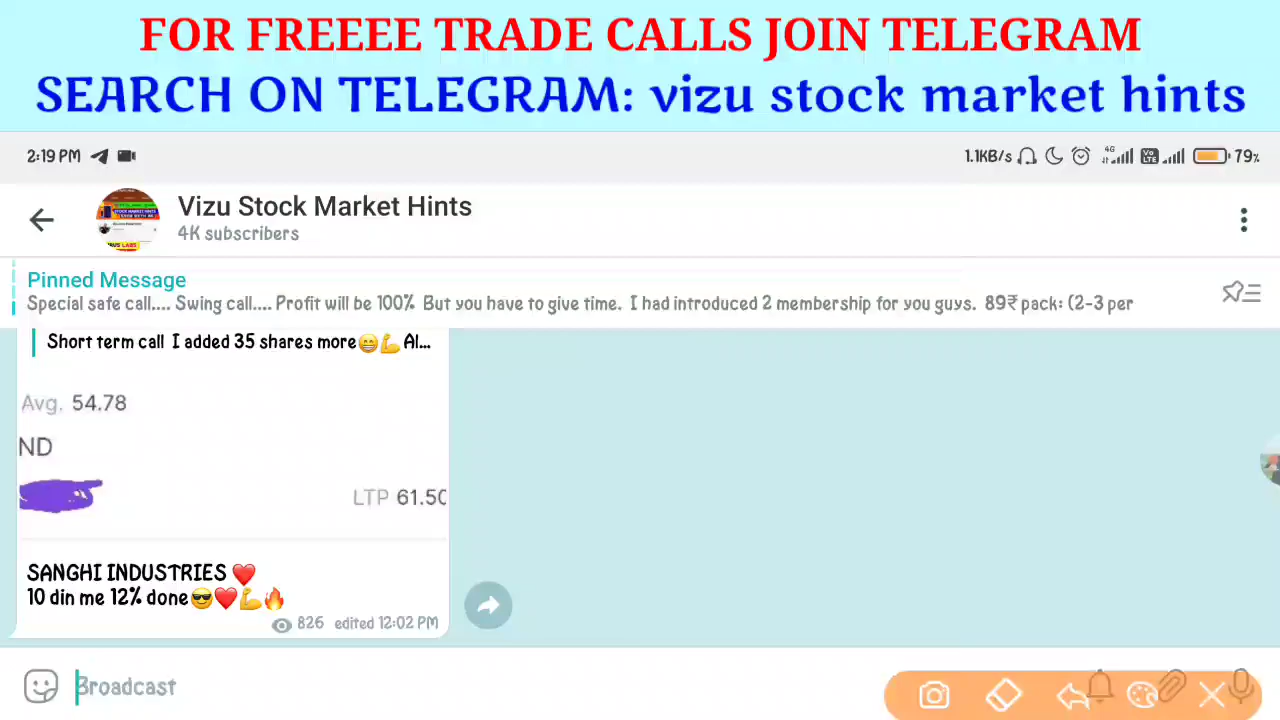 FOR FREEEE TRADE CALLS JOIN TELEGRAM
SEARCH ON TELEGRAM: vizu stock market hints
2:19 PM 1.1KB/s 4G Vo LTE 79%
Vizu Stock Market Hints
4K subscribers
Pinned Message
Special safe call.... Swing call.... Profit will be 100% But you have to give time. I had introduced 2 membership for you guys. 89₹ pack: (2-3 per
Short term call I added 35 shares more😁💪 Al...
Avg. 54.78
ND
LTP 61.50
SANGHI INDUSTRIES ❤️
10 din me 12% done😎❤️💪🔥
826 edited 12:02 PM
Broadcast